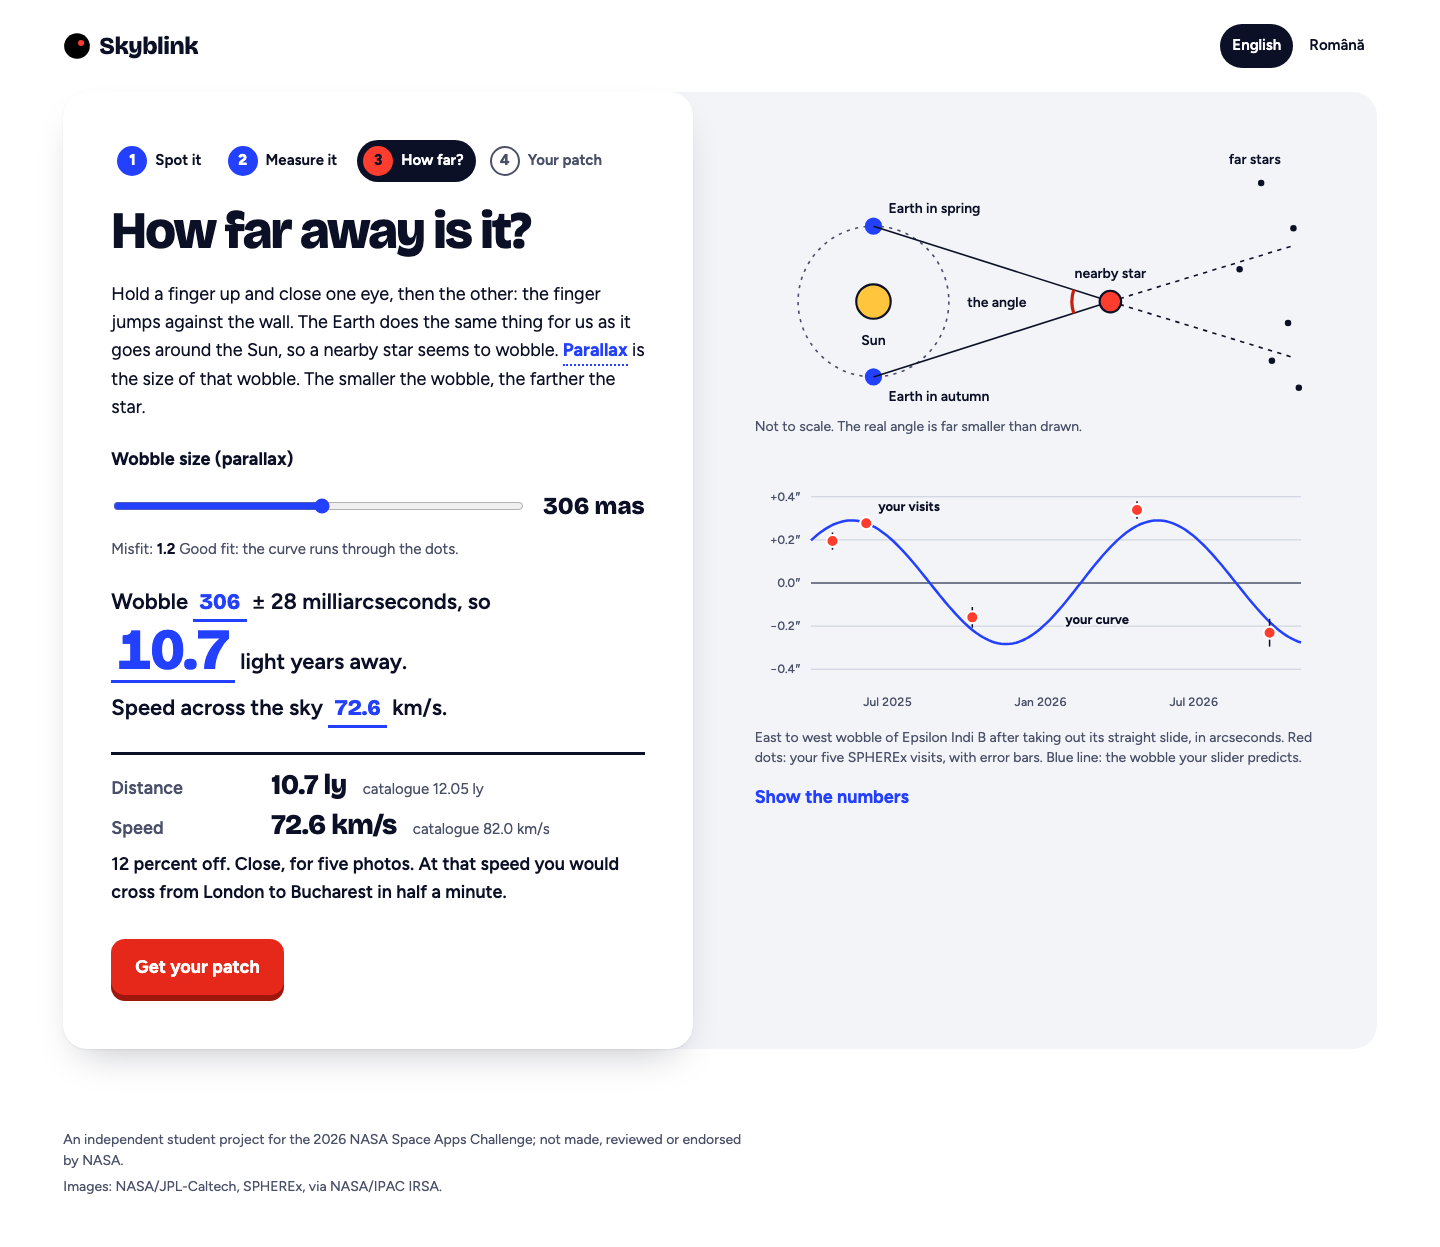 Skyblink
English
Română
1 Spot it
2 Measure it
3 How far?
4 Your patch
How far away is it?
Hold a finger up and close one eye, then the other: the finger
jumps against the wall. The Earth does the same thing for us as it
goes around the Sun, so a nearby star seems to wobble. Parallax is
the size of that wobble. The smaller the wobble, the farther the
star.
Wobble size (parallax)
306 mas
Misfit: 1.2 Good fit: the curve runs through the dots.
Wobble 306 ± 28 milliarcseconds, so
10.7 light years away.
Speed across the sky 72.6 km/s.
Distance 10.7 ly catalogue 12.05 ly
Speed 72.6 km/s catalogue 82.0 km/s
12 percent off. Close, for five photos. At that speed you would
cross from London to Bucharest in half a minute.
Get your patch
far stars
Earth in spring
nearby star
the angle
Sun
Earth in autumn
Not to scale. The real angle is far smaller than drawn.
+0.4″
your visits
+0.2″
0.0″
−0.2″
your curve
−0.4″
Jul 2025
Jan 2026
Jul 2026
East to west wobble of Epsilon Indi B after taking out its straight slide, in arcseconds. Red
dots: your five SPHEREx visits, with error bars. Blue line: the wobble your slider predicts.
Show the numbers
An independent student project for the 2026 NASA Space Apps Challenge; not made, reviewed or endorsed
by NASA.
Images: NASA/JPL-Caltech, SPHEREx, via NASA/IPAC IRSA.